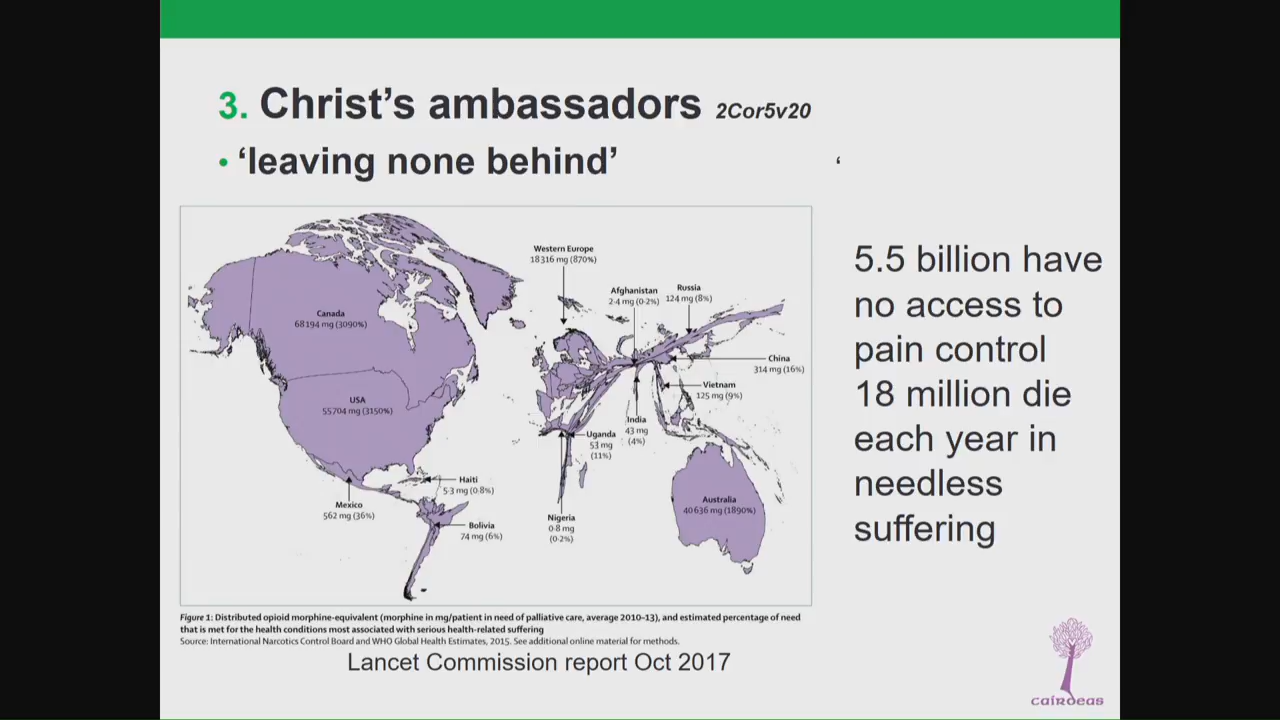 3. Christ’s ambassadors 2Cor5v20
• ‘leaving none behind’
‘
Western Europe
18 316 mg (870%)
Afghanistan
2·4 mg (0·2%)
Russia
124 mg (8%)
Canada
68 194 mg (3090%)
China
314 mg (16%)
USA
55 704 mg (3150%)
Vietnam
125 mg (9%)
India
43 mg
(4%)
Uganda
53 mg
(11%)
Haiti
5·3 mg (0.8%)
Mexico
562 mg (36%)
Bolivia
74 mg (6%)
Nigeria
0·8 mg
(0·2%)
Australia
40 636 mg (1890%)
5.5 billion have
no access to
pain control
18 million die
each year in
needless
suffering
Figure 1: Distributed opioid morphine-equivalent (morphine in mg/patient in need of palliative care, average 2010–13), and estimated percentage of need
that is met for the health conditions most associated with serious health-related suffering
Source: International Narcotics Control Board and WHO Global Health Estimates, 2015. See additional online material for methods.
Lancet Commission report Oct 2017
cairdeas